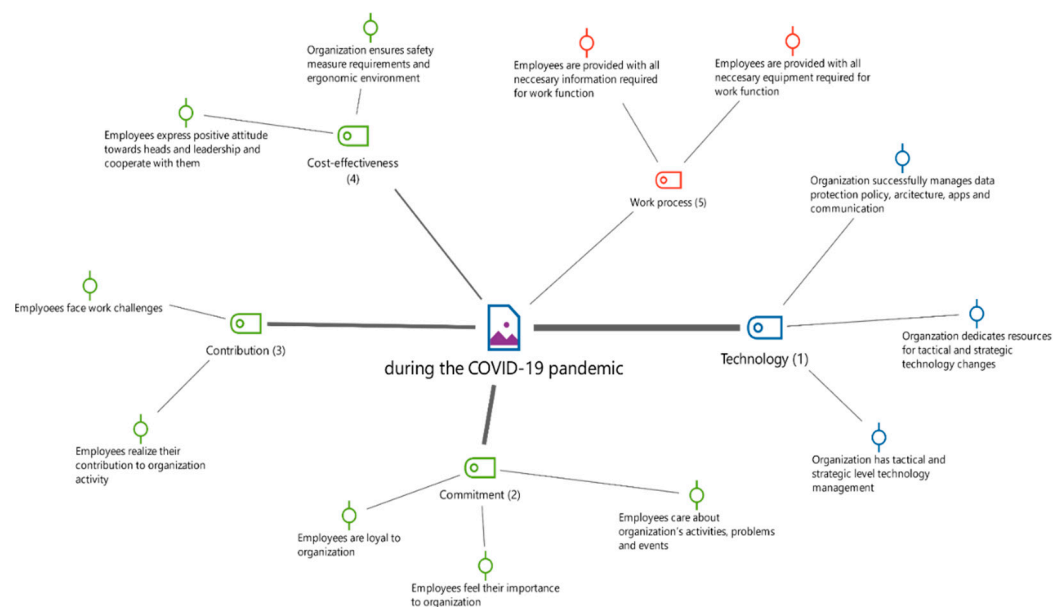 Organization ensures safety
measure requirements and
ergonomic environment
Employees are provided with all
neccesary information required
for work function
Employees are provided with all
neccesary equipment required for
work function
Employees express positive attitude
towards heads and leadership and
cooperate with them
Cost-effectiveness
(4)
Work process (5)
Organization successfully manages data
protection policy, arcitecture, apps and
communication
Employees face work challenges
Contribution (3)
during the COVID-19 pandemic
Technology (1)
Organzation dedicates resources
for tactical and strategic
technology changes
Employees realize their
contribution to organization
activity
Organization has tactical and
strategic level technology
management
Commitment (2)
Employees are loyal to
organization
Employees feel their importance
to organization
Employees care about
organization's activities, problems
and events